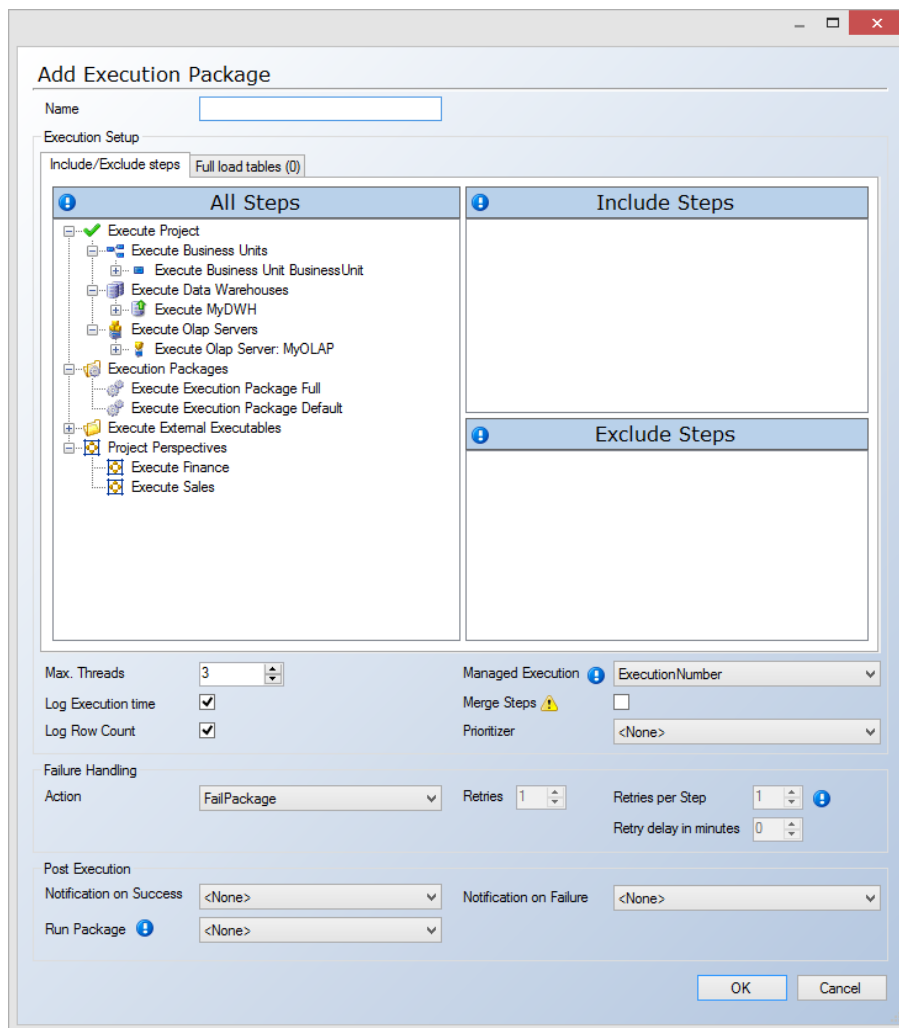 Add Execution Package
Name
Execution Setup
Include/Exclude steps
Full load tables (0)
All Steps
Execute Project
Execute Business Units
Execute Business Unit BusinessUnit
Execute Data Warehouses
Execute MyDWH
Execute Olap Servers
Execute Olap Server: MyOLAP
Execution Packages
Execute Execution Package Full
Execute Execution Package Default
Execute External Executables
Project Perspectives
Execute Finance
Execute Sales
Include Steps
Exclude Steps
Max. Threads 3
Managed Execution ExecutionNumber
Log Execution time
Merge Steps
Log Row Count
Prioritizer <None>
Failure Handling
Action FailPackage
Retries 1
Retries per Step 1
Retry delay in minutes 0
Post Execution
Notification on Success <None>
Notification on Failure <None>
Run Package <None>
OK
Cancel